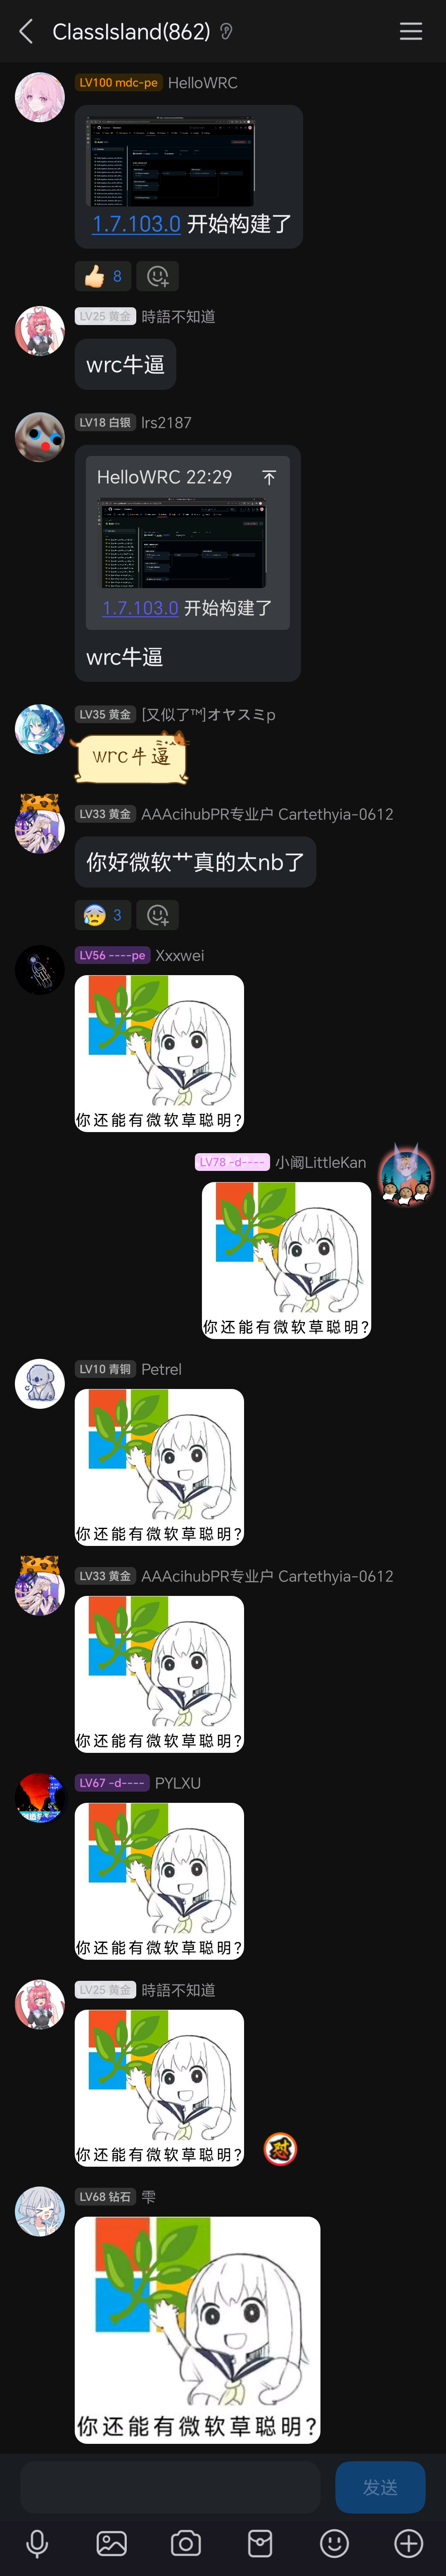 ClassIsland(862)
LV100 mdc-pe HelloWRC
1.7.103.0 开始构建了
8
LV25 黄金 時語不知道
wrc牛逼
LV18 白银 lrs2187
HelloWRC 22:29
1.7.103.0 开始构建了
wrc牛逼
LV35 黄金 [又似了™]オヤスミp
wrc牛逼
LV33 黄金 AAAcihubPR专业户 Cartethyia-0612
你好微软艹真的太nb了
3
LV56 ----pe Xxxwei
你还能有微软草聪明?
LV78 -d---- 小阚LittleKan
你还能有微软草聪明?
LV10 青铜 Petrel
你还能有微软草聪明?
LV33 黄金 AAAcihubPR专业户 Cartethyia-0612
你还能有微软草聪明?
LV67 -d---- PYLXU
你还能有微软草聪明?
LV25 黄金 時語不知道
你还能有微软草聪明?
怼
LV68 钻石 雫
你还能有微软草聪明?
发送